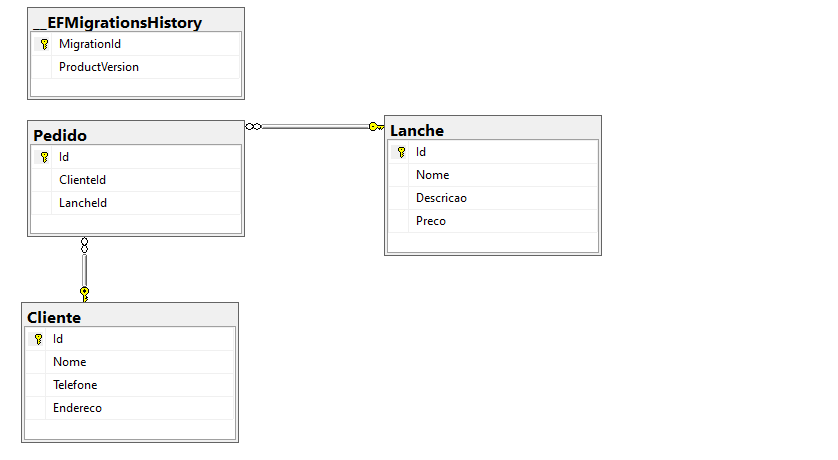 __EFMigrationsHistory
MigrationId
ProductVersion
Pedido
Id
ClienteId
LancheId
Lanche
Id
Nome
Descricao
Preco
Cliente
Id
Nome
Telefone
Endereco